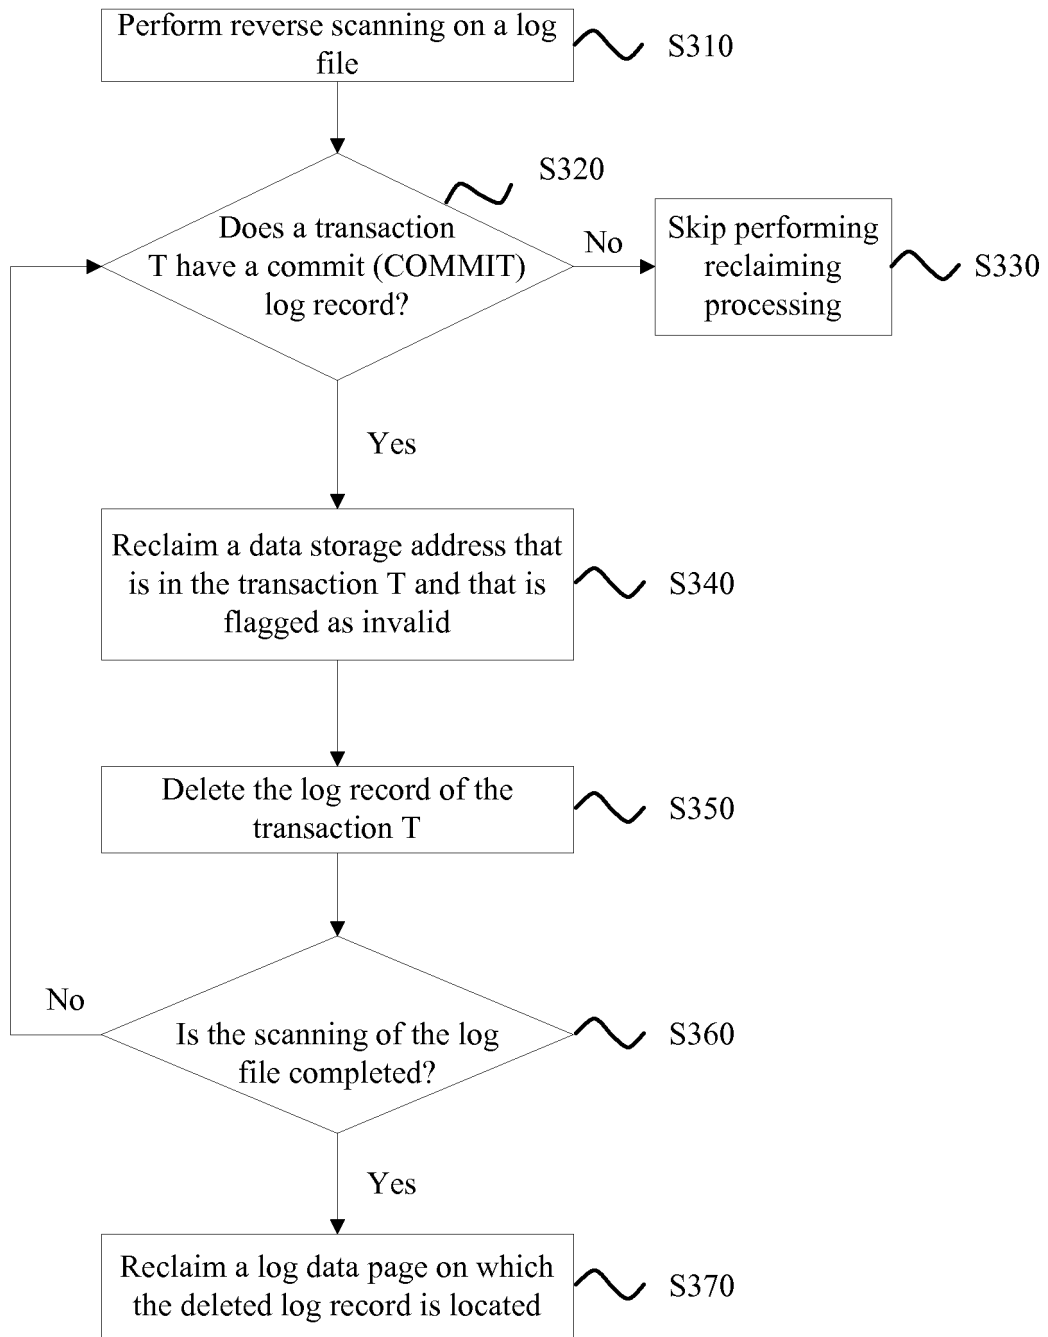 Perform reverse scanning on a log
file
S310
S320
Does a transaction
T have a commit (COMMIT)
log record?
No
Skip performing
reclaiming
processing
S330
Yes
Reclaim a data storage address that
is in the transaction T and that is
flagged as invalid
S340
Delete the log record of the
transaction T
S350
No
Is the scanning of the log
file completed?
S360
Yes
Reclaim a log data page on which
the deleted log record is located
S370